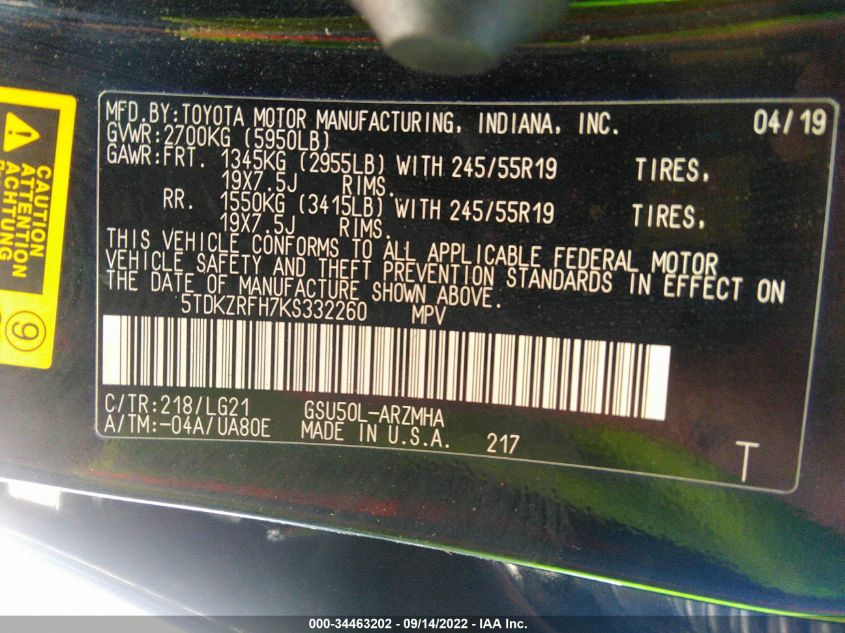 MFD.BY:TOYOTA MOTOR MANUFACTURING, INDIANA, INC. 04/19
GVWR:2700KG (5950LB)
GAWR:FRT. 1345KG (2955LB) WITH 245/55R19 TIRES,
19X7.5J RIMS.
RR. 1550KG (3415LB) WITH 245/55R19 TIRES,
19X7.5J RIMS.
THIS VEHICLE CONFORMS TO ALL APPLICABLE FEDERAL MOTOR
VEHICLE SAFETY AND THEFT PREVENTION STANDARDS IN EFFECT ON
THE DATE OF MANUFACTURE SHOWN ABOVE.
5TDKZRFH7KS332260 MPV
C/TR:218/LG21 GSU50L-ARZMHA
A/TM:-04A/UA80E MADE IN U.S.A. 217
T
CAUTION
ATTENTION
ACHTUNG
9
000-34463202 - 09/14/2022 - IAA Inc.